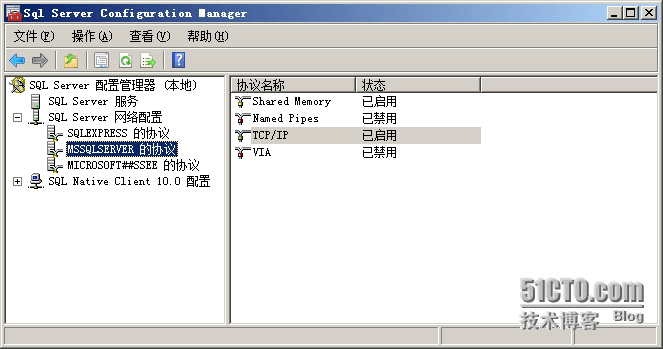 Sql Server Configuration Manager
文件(F) 操作(A) 查看(V) 帮助(H)
SQL Server 配置管理器 (本地)
SQL Server 服务
SQL Server 网络配置
SQLEXPRESS 的协议
MSSQLSERVER 的协议
MICROSOFT##SSEE 的协议
SQL Native Client 10.0 配置
协议名称 状态
Shared Memory 已启用
Named Pipes 已禁用
TCP/IP 已启用
VIA 已禁用
51CTO.com
技术博客 Blog